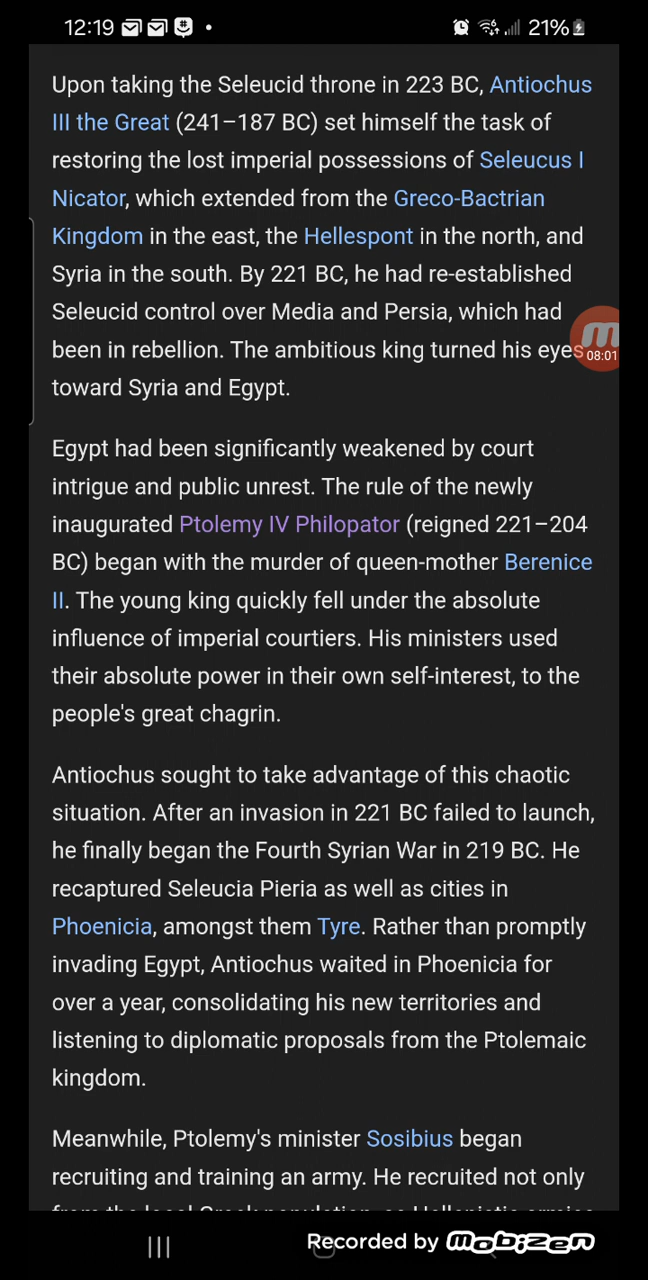 12:19
21%
Upon taking the Seleucid throne in 223 BC, Antiochus
III the Great (241–187 BC) set himself the task of
restoring the lost imperial possessions of Seleucus I
Nicator, which extended from the Greco-Bactrian
Kingdom in the east, the Hellespont in the north, and
Syria in the south. By 221 BC, he had re-established
Seleucid control over Media and Persia, which had
been in rebellion. The ambitious king turned his eyes
08:01
toward Syria and Egypt.
Egypt had been significantly weakened by court
intrigue and public unrest. The rule of the newly
inaugurated Ptolemy IV Philopator (reigned 221–204
BC) began with the murder of queen-mother Berenice
II. The young king quickly fell under the absolute
influence of imperial courtiers. His ministers used
their absolute power in their own self-interest, to the
people's great chagrin.
Antiochus sought to take advantage of this chaotic
situation. After an invasion in 221 BC failed to launch,
he finally began the Fourth Syrian War in 219 BC. He
recaptured Seleucia Pieria as well as cities in
Phoenicia, amongst them Tyre. Rather than promptly
invading Egypt, Antiochus waited in Phoenicia for
over a year, consolidating his new territories and
listening to diplomatic proposals from the Ptolemaic
kingdom.
Meanwhile, Ptolemy's minister Sosibius began
recruiting and training an army. He recruited not only
Recorded by mobizen